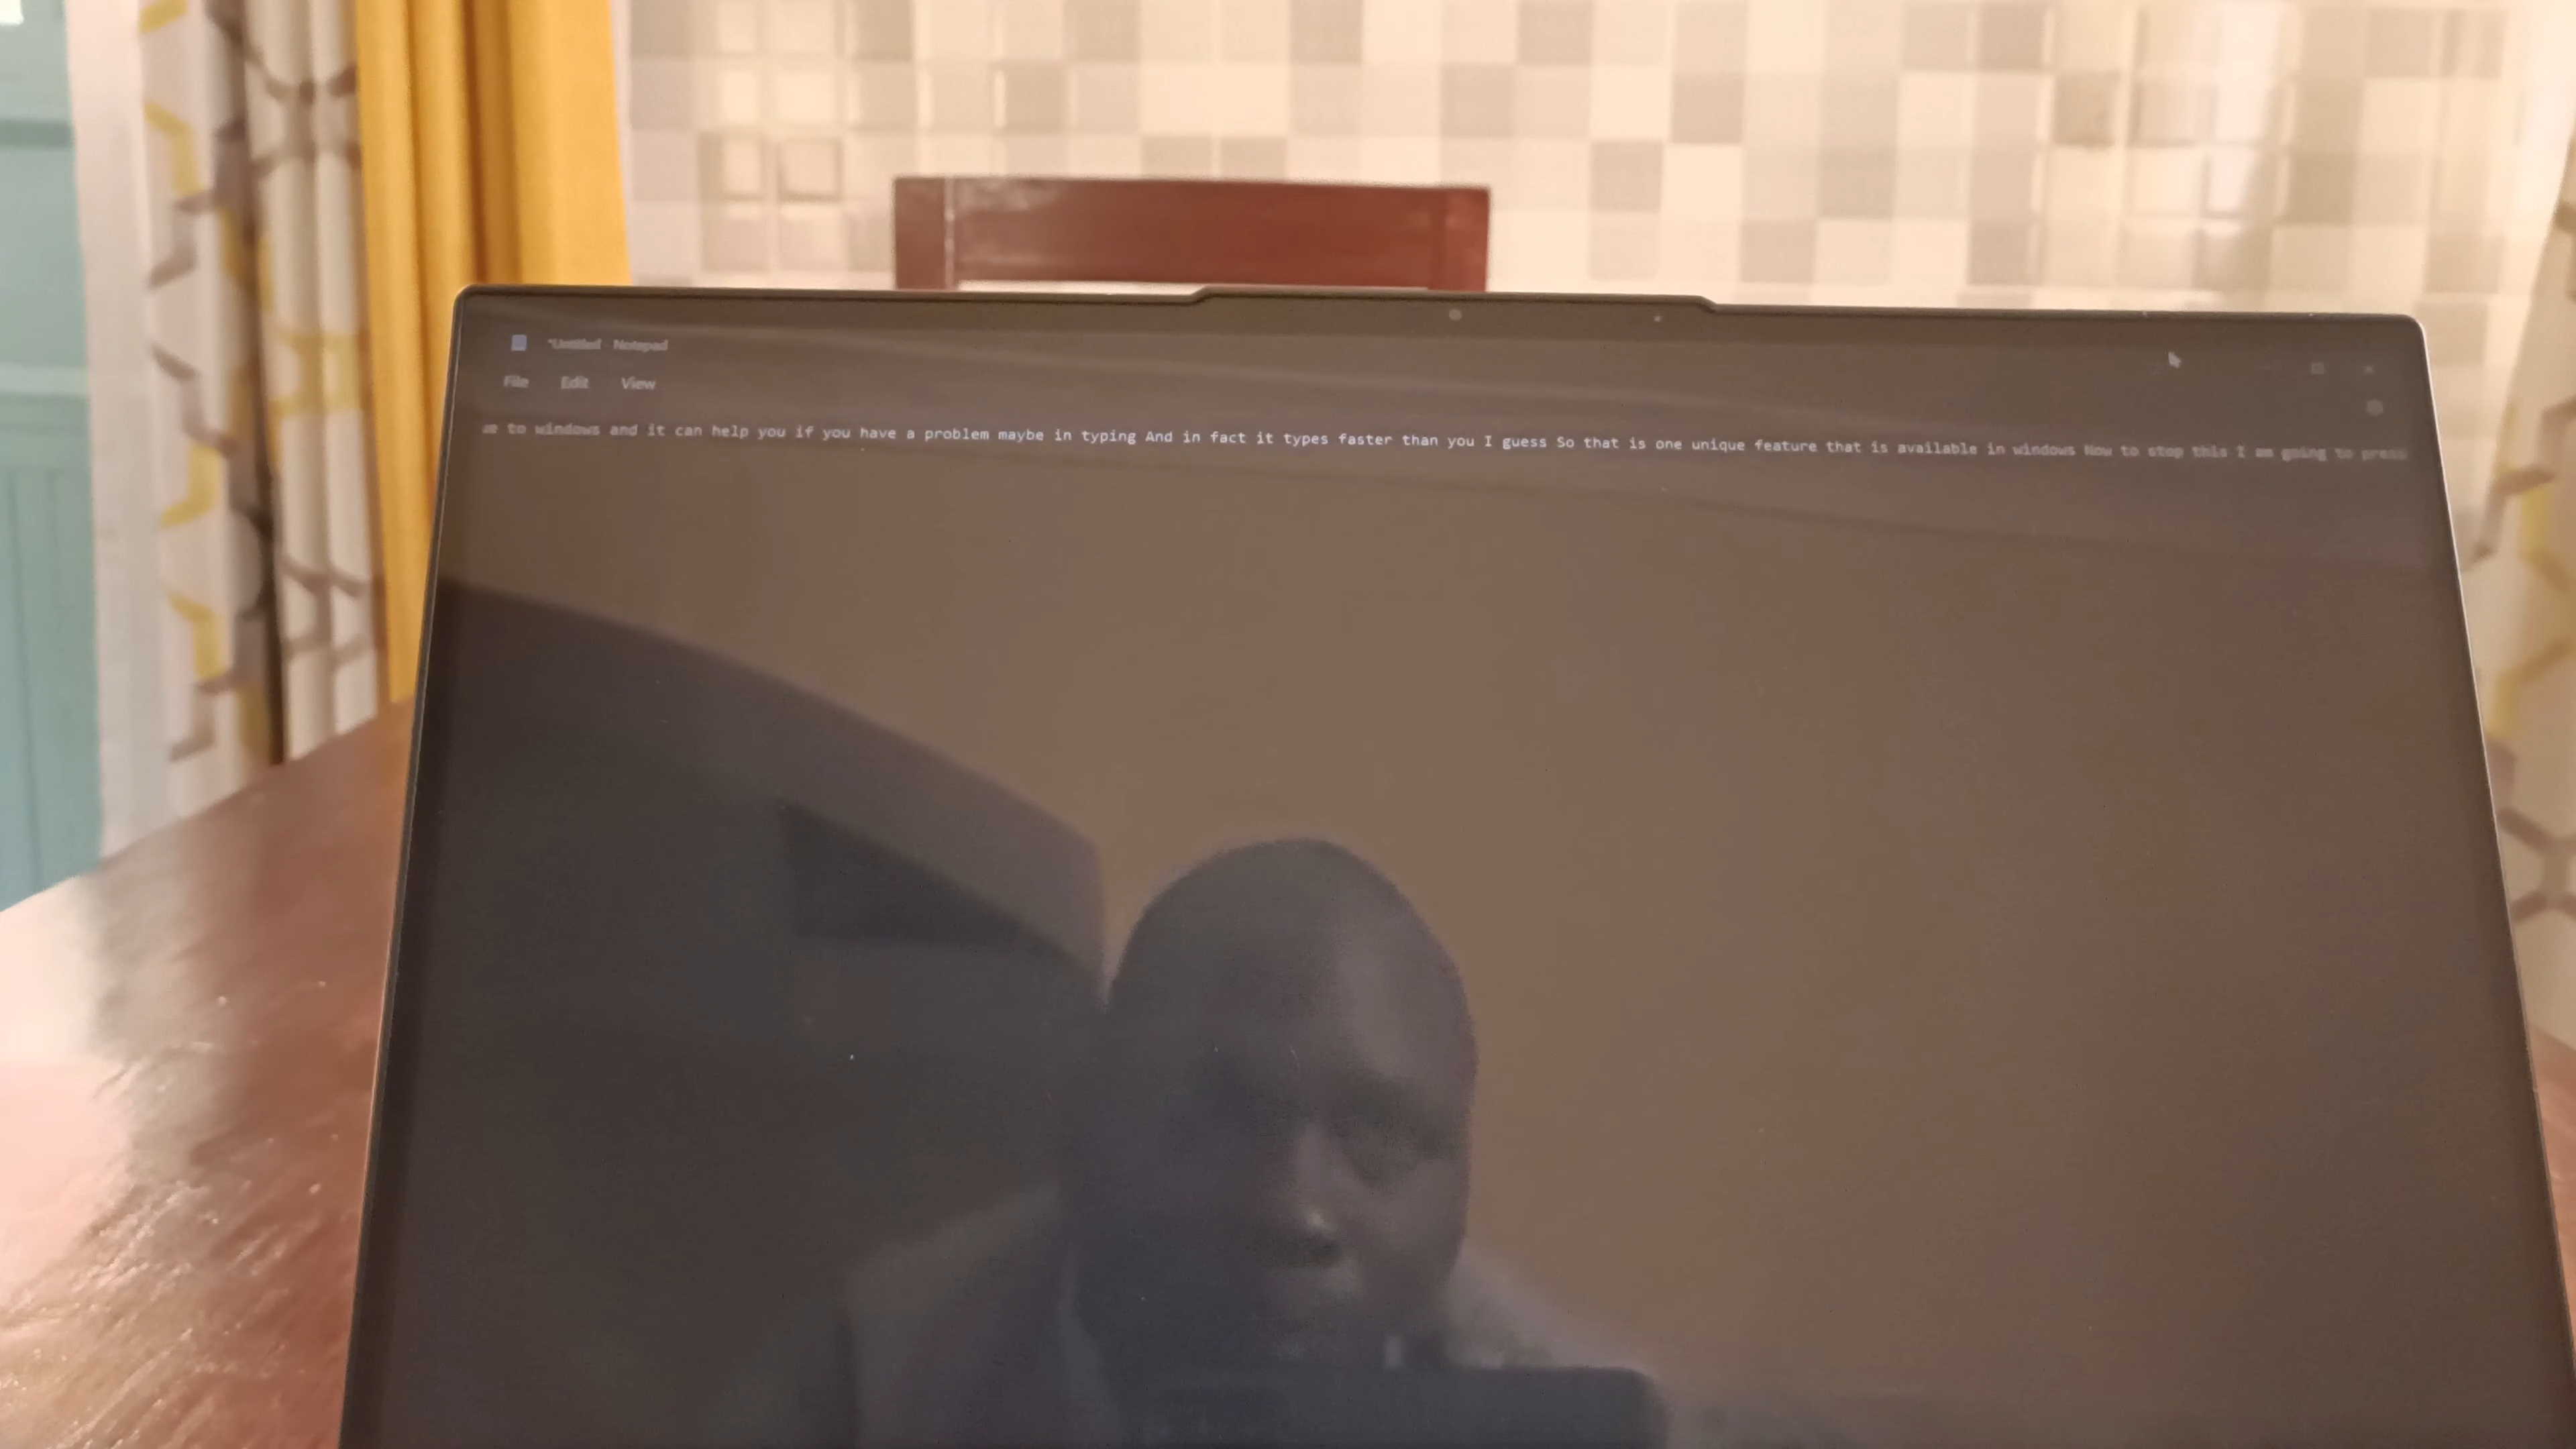 *Untitled - Notepad
File Edit View
to windows and it can help you if you have a problem maybe in typing And in fact it types faster than you I guess So that is one unique feature that is available in windows Now to stop this I am going to press